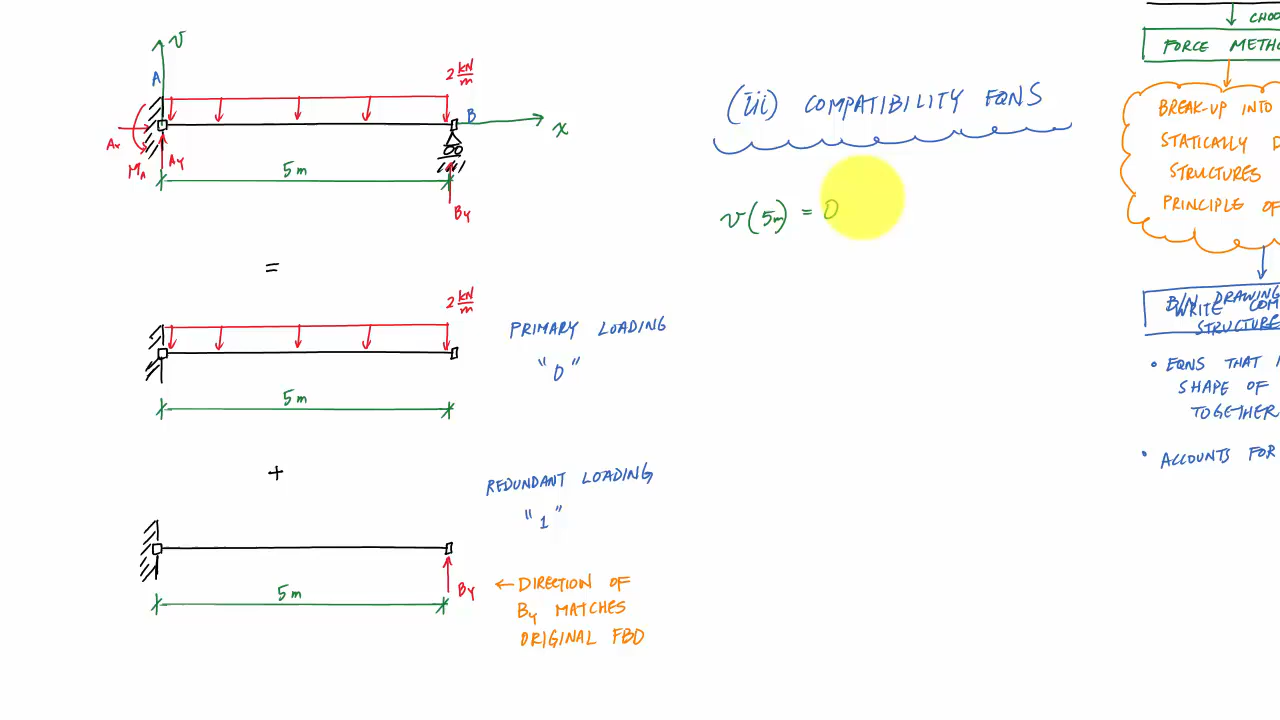 v
A
2 kN/m
B
x
Ax
MA
Ay
5m
By
=
2 kN/m
PRIMARY LOADING
"0"
5m
+
REDUNDANT LOADING
"1"
By
5m
← DIRECTION OF
By MATCHES
ORIGINAL FBD
(iii) COMPATIBILITY EQNS
v(5m) = 0
FORCE
BREAK-UP INTO
STATICALLY
STRUCTURES
PRINCIPLE OF
B/N DRAWING
WRITE
• EQNS THAT
SHAPE OF
TOGETHER
• ACCOUNTS FOR